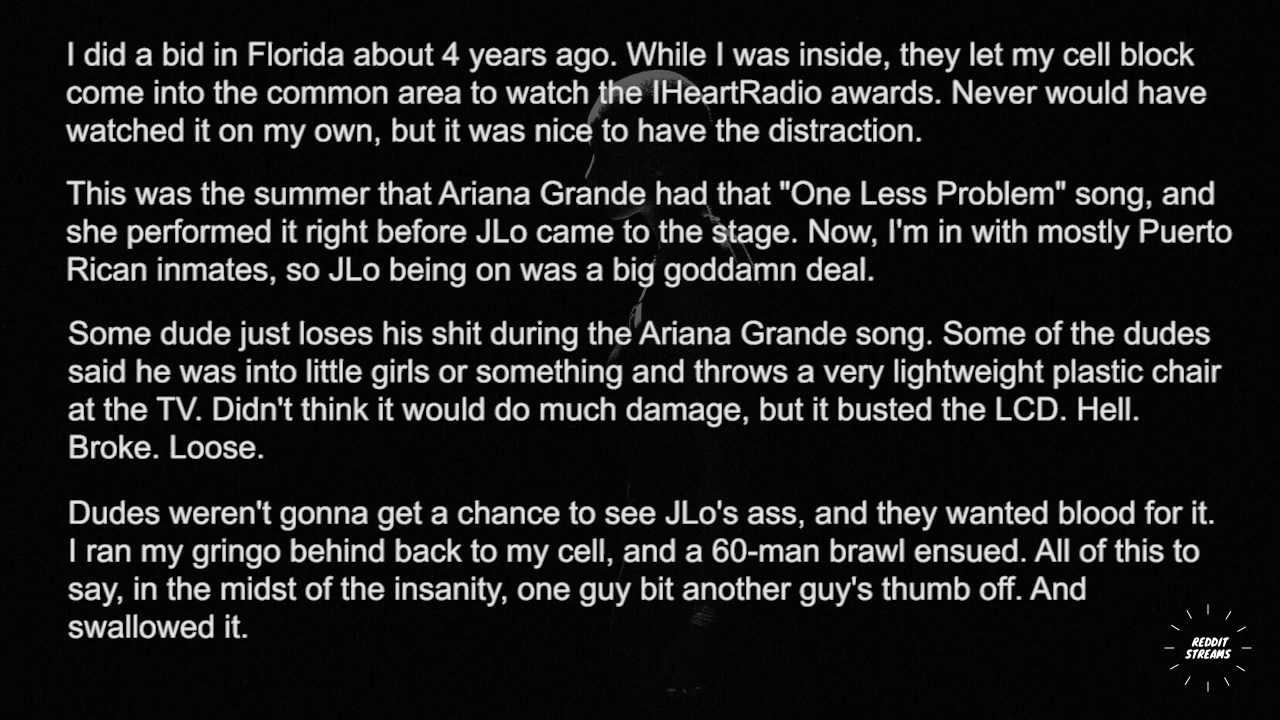 I did a bid in Florida about 4 years ago. While I was inside, they let my cell block
come into the common area to watch the IHeartRadio awards. Never would have
watched it on my own, but it was nice to have the distraction.
This was the summer that Ariana Grande had that "One Less Problem" song, and
she performed it right before JLo came to the stage. Now, I'm in with mostly Puerto
Rican inmates, so JLo being on was a big goddamn deal.
Some dude just loses his shit during the Ariana Grande song. Some of the dudes
said he was into little girls or something and throws a very lightweight plastic chair
at the TV. Didn't think it would do much damage, but it busted the LCD. Hell.
Broke. Loose.
Dudes weren't gonna get a chance to see JLo's ass, and they wanted blood for it.
I ran my gringo behind back to my cell, and a 60-man brawl ensued. All of this to
say, in the midst of the insanity, one guy bit another guy's thumb off. And
swallowed it.
REDDIT
STREAMS